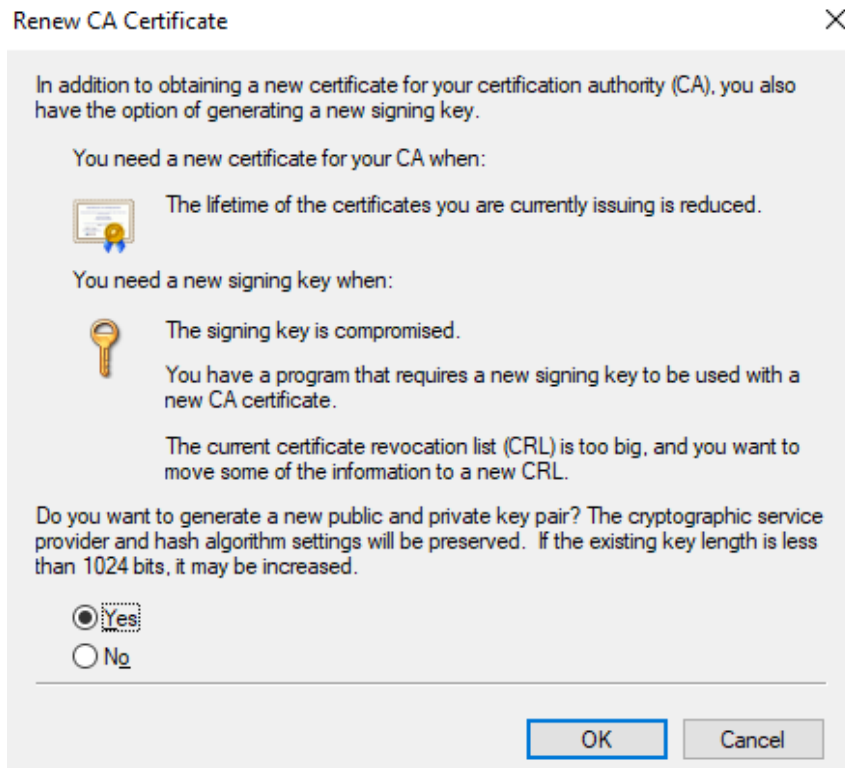 Renew CA Certificate
In addition to obtaining a new certificate for your certification authority (CA), you also
have the option of generating a new signing key.
You need a new certificate for your CA when:
The lifetime of the certificates you are currently issuing is reduced.
You need a new signing key when:
The signing key is compromised.
You have a program that requires a new signing key to be used with a
new CA certificate.
The current certificate revocation list (CRL) is too big, and you want to
move some of the information to a new CRL.
Do you want to generate a new public and private key pair? The cryptographic service
provider and hash algorithm settings will be preserved.  If the existing key length is less
than 1024 bits, it may be increased.
Yes
No
OK
Cancel